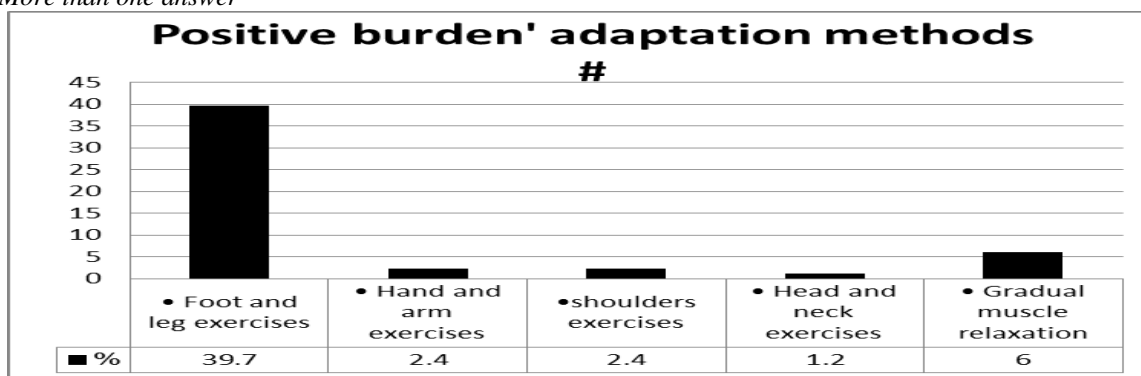 More than one answer
Positive burden' adaptation methods
#
45
40
35
30
25
20
15
10
5
0
• Foot and
leg exercises
• Hand and
arm
exercises
•shoulders
exercises
• Head and
neck
exercises
• Gradual
muscle
relaxation
■ % 39.7 2.4 2.4 1.2 6